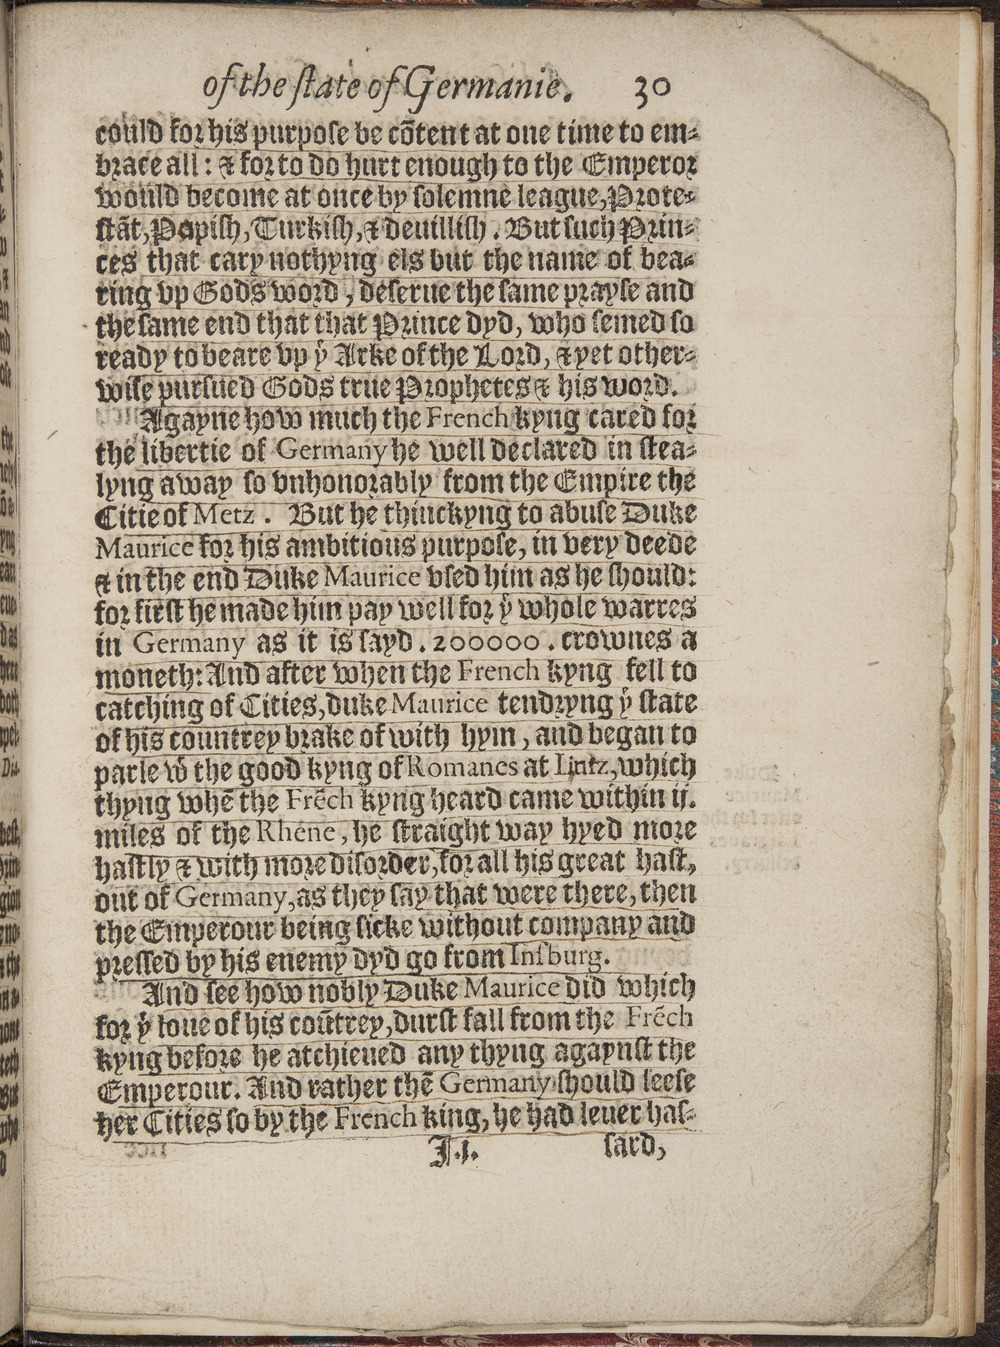 of the ſtate of Germanie. 30
could for his purpoſe be cõtent at one time to em⸗
brace all: & for to do hurt enough to the Emperor
would become at once by ſolemne league, Prote⸗
ſtãt, Papiſh, Turkiſh, & deuilliſh. But ſuch Prin⸗
ces that cary nothyng els but the name of bea⸗
ring vp Gods word, deſerue the ſame prayſe and
the ſame end that that Prince dyd, who ſemed ſo
ready to beare vp yͤ Arke of the Lord, & yet other⸗
wiſe purſued Gods true Prophetes & his word.
Agayne how much the French kyng cared for
the libertie of Germany he well declared in ſtea⸗
lyng away ſo vnhonorably from the Empire the
Citie of Metz. But he thinckyng to abuſe Duke
Maurice for his ambitious purpoſe, in very deede
& in the end Duke Maurice vſed him as he ſhould:
for firſt he made him pay well for yͤ whole warres
in Germany as it is ſayd. 200000. crownes a
moneth: And after when the French kyng fell to
catching of Cities, duke Maurice tendryng yͤ ſtate
of his countrey brake of with hym, and began to
parle wͭ the good kyng of Romanes at Lintz, which
thyng whẽ the Frẽch kyng heard came within ij.
miles of the Rhene, he ſtraight way hyed more
haſtly & with more diſorder, for all his great haſt,
out of Germany, as they ſay that were there, then
the Emperour being ſicke without company and
preſſed by his enemy dyd go from Inſburg.
And ſee how nobly Duke Maurice did which
for yͤ loue of his coũtrey, durſt fall from the Frẽch
kyng before he atchieued any thyng agaynſt the
Emperour. And rather thẽ Germany ſhould leeſe
her Cities ſo by the French king, he had leuer haſ⸗
J.j. ſard,